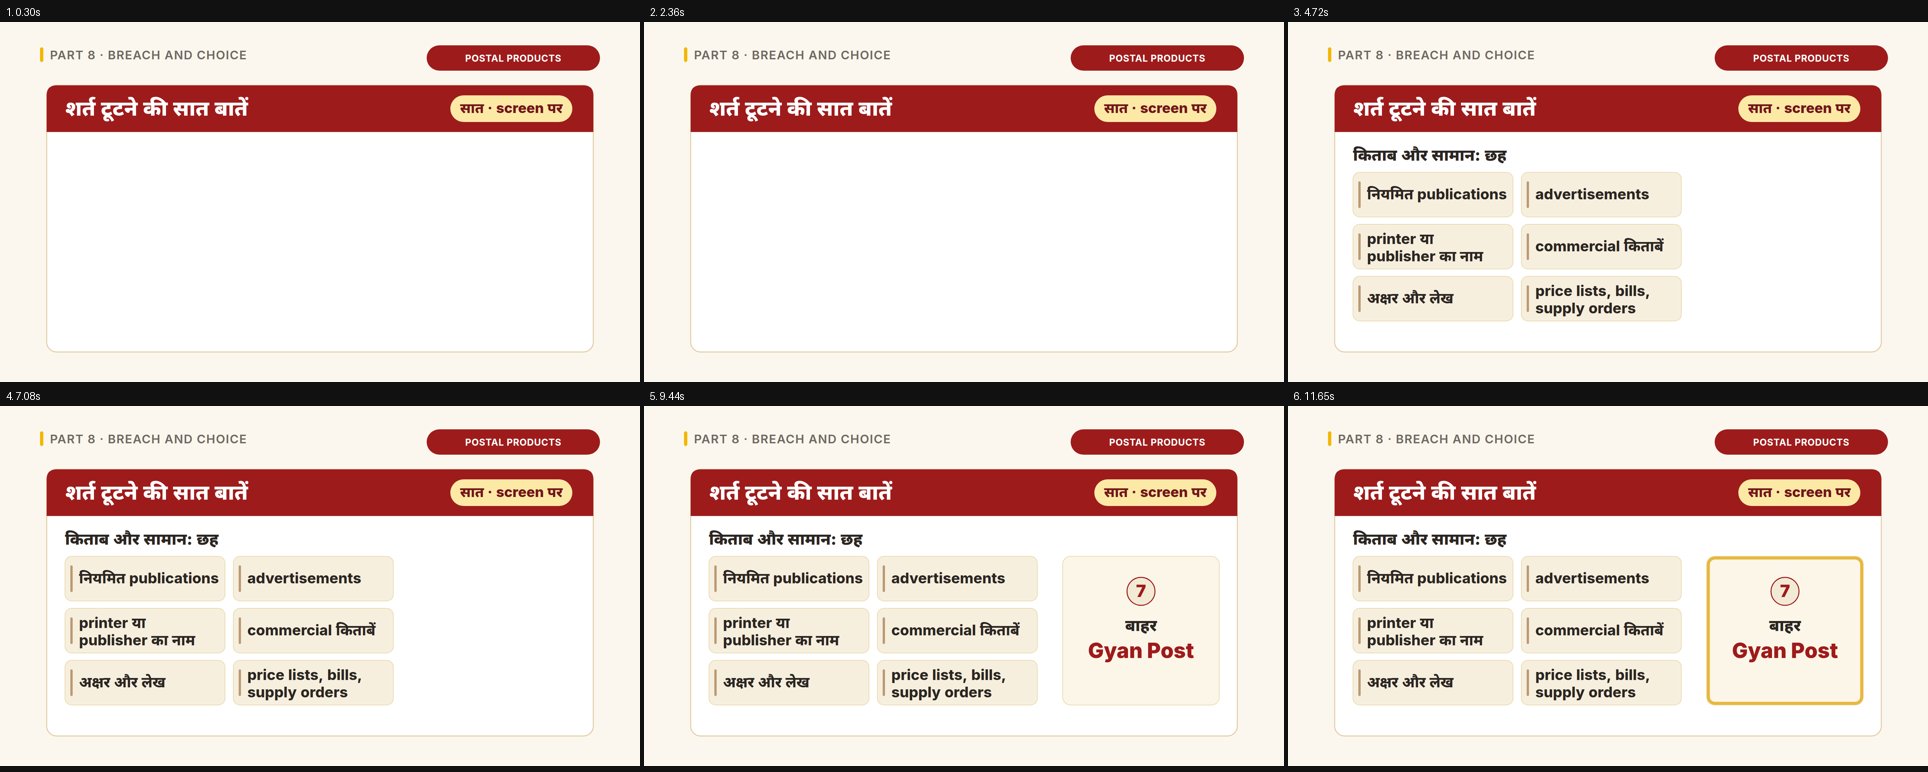 1. 0.30s
PART 8 · BREACH AND CHOICE
POSTAL PRODUCTS
शर्त टूटने की सात बातें
सात · screen पर
2. 2.36s
PART 8 · BREACH AND CHOICE
POSTAL PRODUCTS
शर्त टूटने की सात बातें
सात · screen पर
3. 4.72s
PART 8 · BREACH AND CHOICE
POSTAL PRODUCTS
शर्त टूटने की सात बातें
सात · screen पर
किताब और सामान: छह
नियमित publications
advertisements
printer या
publisher का नाम
commercial किताबें
अक्षर और लेख
price lists, bills,
supply orders
4. 7.08s
PART 8 · BREACH AND CHOICE
POSTAL PRODUCTS
शर्त टूटने की सात बातें
सात · screen पर
किताब और सामान: छह
नियमित publications
advertisements
printer या
publisher का नाम
commercial किताबें
अक्षर और लेख
price lists, bills,
supply orders
5. 9.44s
PART 8 · BREACH AND CHOICE
POSTAL PRODUCTS
शर्त टूटने की सात बातें
सात · screen पर
किताब और सामान: छह
नियमित publications
advertisements
printer या
publisher का नाम
commercial किताबें
अक्षर और लेख
price lists, bills,
supply orders
7
बाहर
Gyan Post
6. 11.65s
PART 8 · BREACH AND CHOICE
POSTAL PRODUCTS
शर्त टूटने की सात बातें
सात · screen पर
किताब और सामान: छह
नियमित publications
advertisements
printer या
publisher का नाम
commercial किताबें
अक्षर और लेख
price lists, bills,
supply orders
7
बाहर
Gyan Post